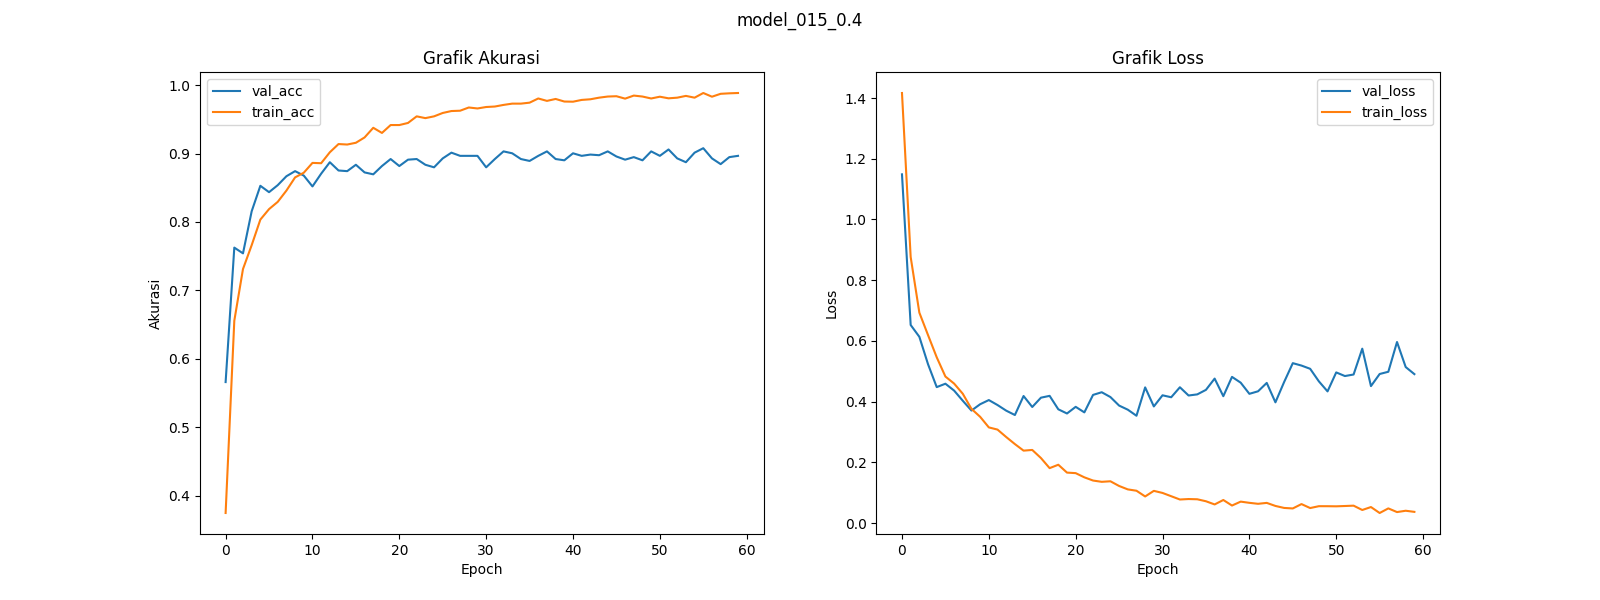 model_015_0.4
Grafik Akurasi
val_acc
train_acc
1.0
0.9
0.8
0.7
0.6
0.5
0.4
Akurasi
0 10 20 30 40 50 60
Epoch
Grafik Loss
val_loss
train_loss
1.4
1.2
1.0
0.8
0.6
0.4
0.2
0.0
Loss
0 10 20 30 40 50 60
Epoch